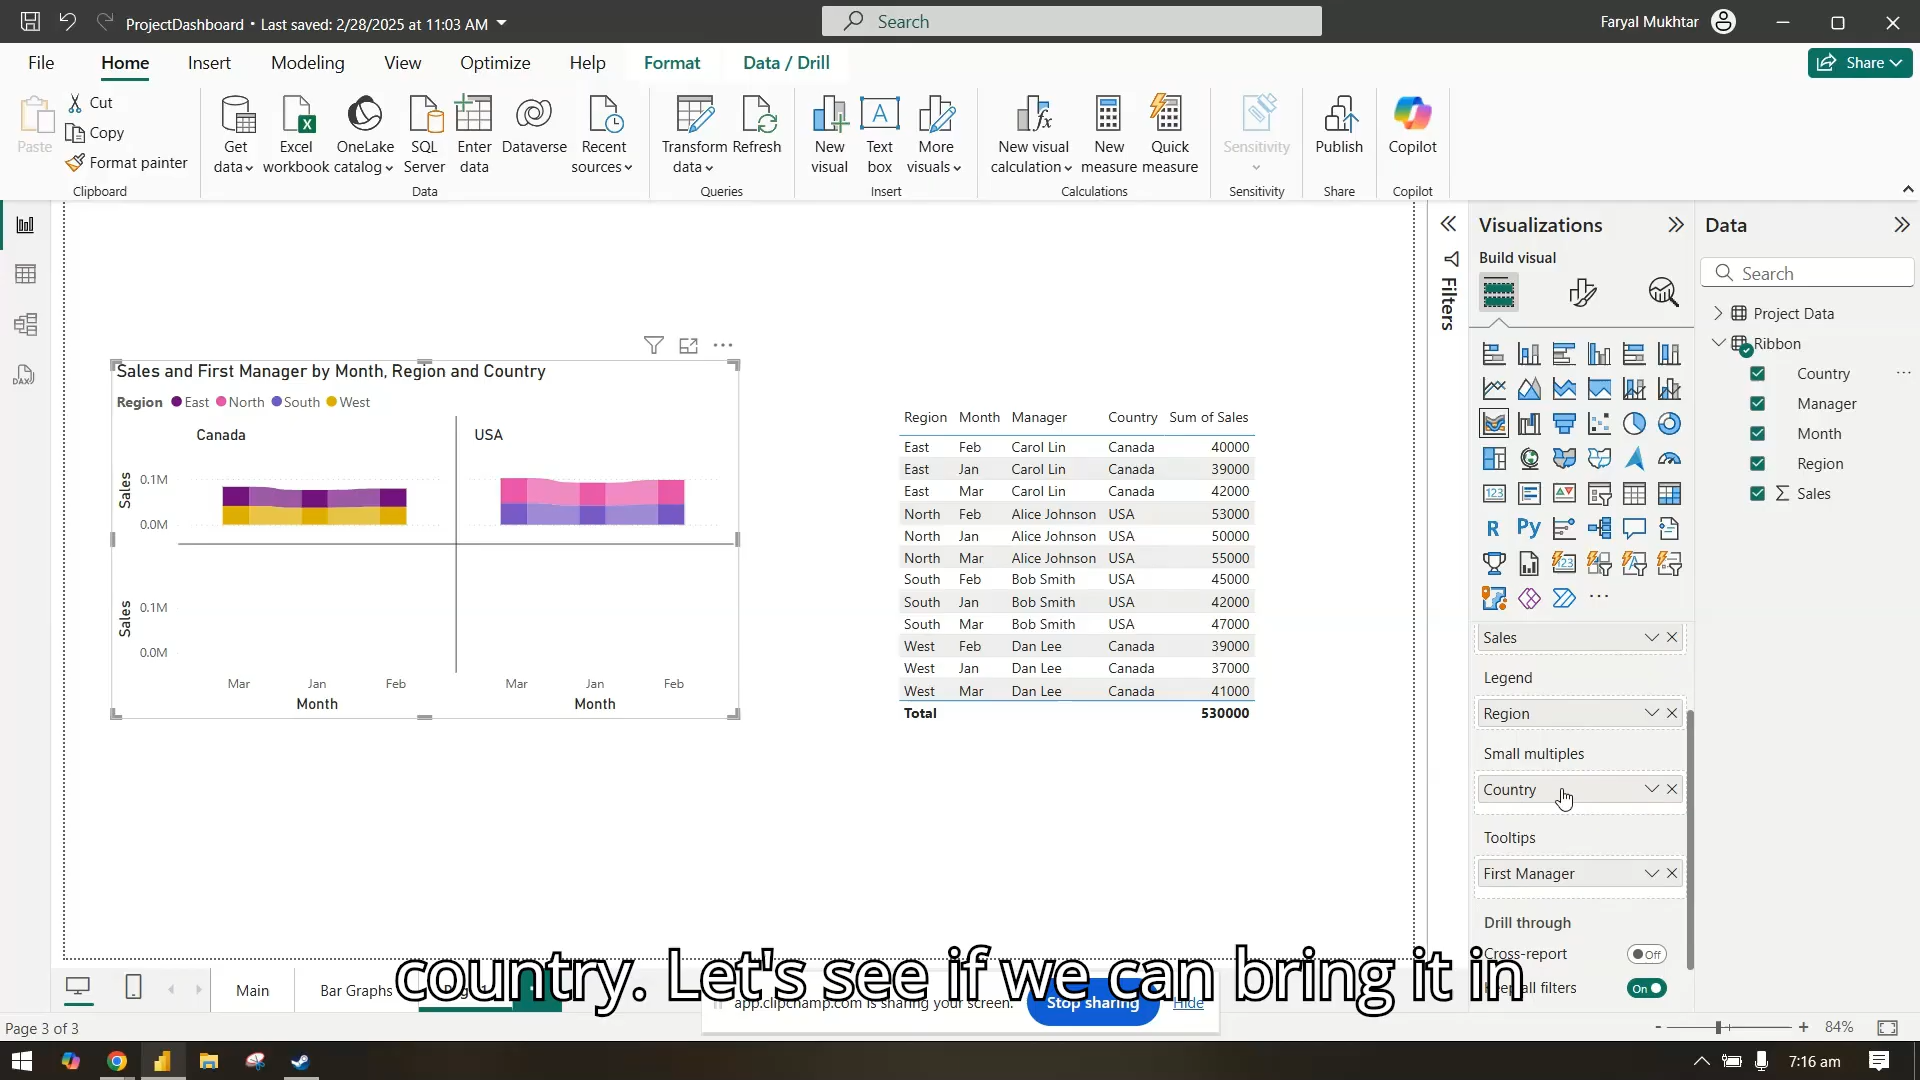 ProjectDashboard • Last saved: 2/28/2025 at 11:03 AM
Search
Faryal Mukhtar
File Home Insert Modeling View Optimize Help Format Data / Drill
Share
Paste
Cut
Copy
Format painter
Clipboard
Get data
Excel workbook
OneLake catalog
SQL Server
Enter data
Dataverse
Recent sources
Data
Transform data
Refresh
Queries
New visual
Text box
More visuals
Insert
New visual calculation
New measure
Quick measure
Calculations
Sensitivity
Sensitivity
Publish
Share
Copilot
Copilot
Sales and First Manager by Month, Region and Country
Region East North South West
Canada USA
Sales
0.1M
0.0M
Sales
0.1M
0.0M
Mar Jan Feb Mar Jan Feb
Month Month
Region Month Manager Country Sum of Sales
East Feb Carol Lin Canada 40000
East Jan Carol Lin Canada 39000
East Mar Carol Lin Canada 42000
North Feb Alice Johnson USA 53000
North Jan Alice Johnson USA 50000
North Mar Alice Johnson USA 55000
South Feb Bob Smith USA 45000
South Jan Bob Smith USA 42000
South Mar Bob Smith USA 47000
West Feb Dan Lee Canada 39000
West Jan Dan Lee Canada 37000
West Mar Dan Lee Canada 41000
Total 530000
Filters
Visualizations
Build visual
123
R
Py
123
Sales
Legend
Region
Small multiples
Country
Tooltips
First Manager
Drill through
Cross-report Off
all filters On
Data
Search
Project Data
Ribbon
Country
Manager
Month
Region
Σ Sales
DAX
country. Let's see if we can bring it in
Main Bar Graphs
app.clipchamp.com is sharing your screen. Stop sharing Hide
Page 3 of 3
- + 84%
7:16 am